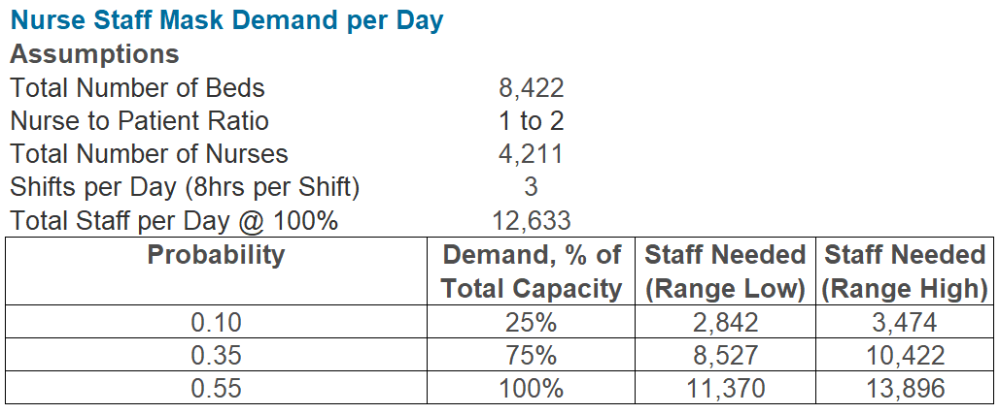 Nurse Staff Mask Demand per Day
Assumptions
Total Number of Beds 8,422
Nurse to Patient Ratio 1 to 2
Total Number of Nurses 4,211
Shifts per Day (8hrs per Shift) 3
Total Staff per Day @ 100% 12,633
Probability Demand, % of Staff Needed Staff Needed
Total Capacity (Range Low) (Range High)
0.10 25% 2,842 3,474
0.35 75% 8,527 10,422
0.55 100% 11,370 13,896